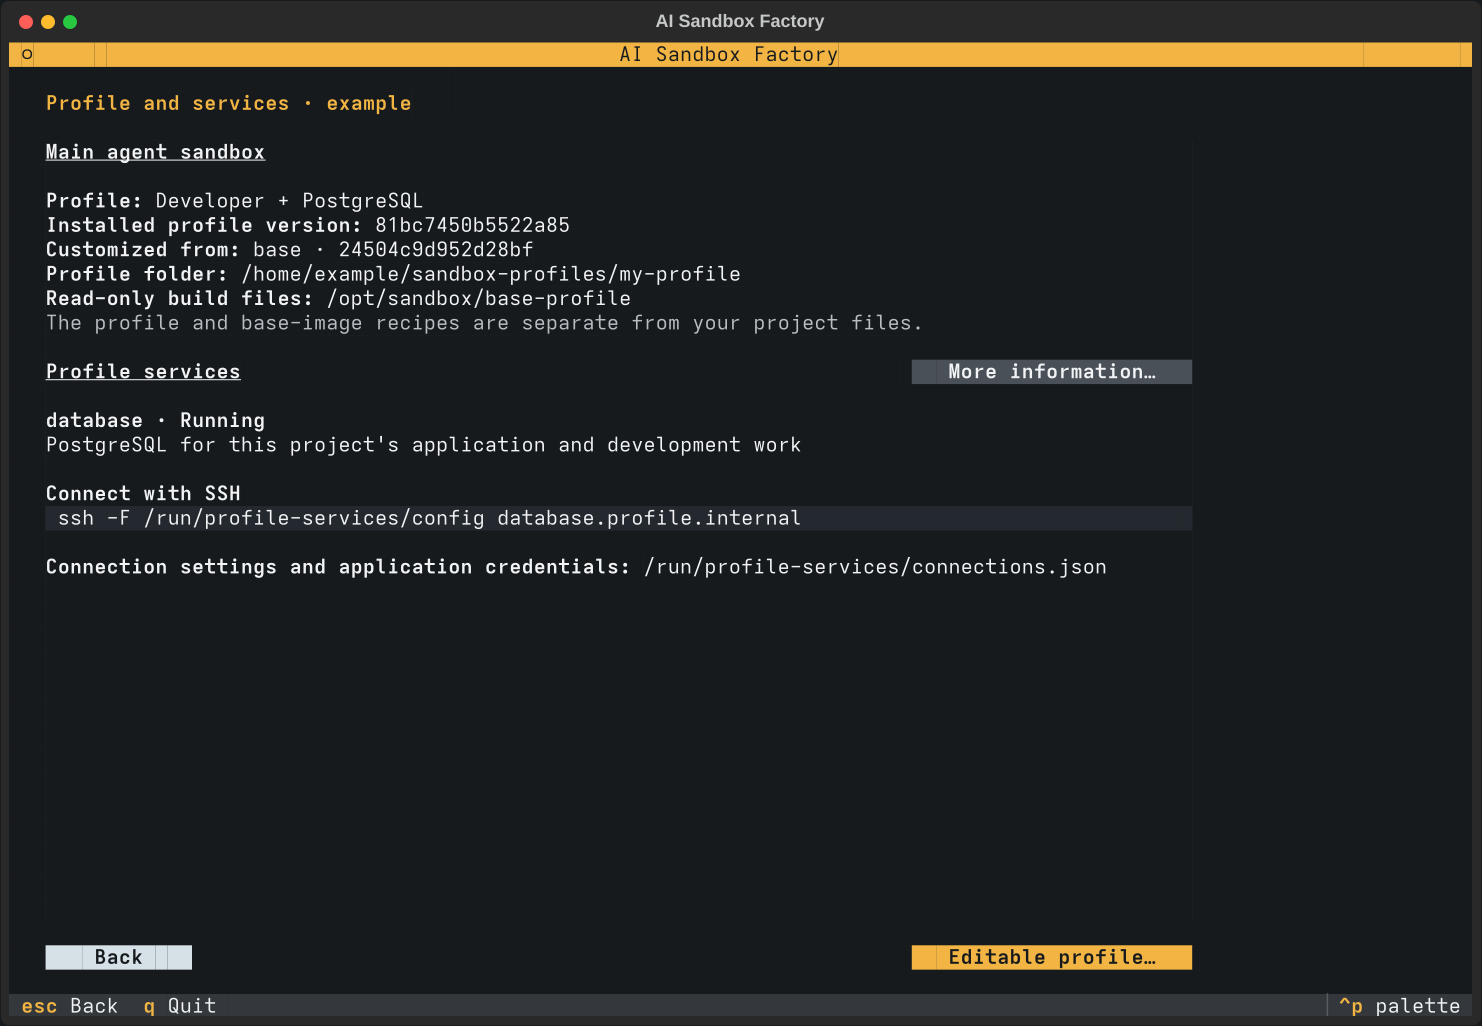 AI Sandbox Factory
AI Sandbox Factory
Profile and services · example
Main agent sandbox
Profile: Developer + PostgreSQL
Installed profile version: 81bc7450b5522a85
Customized from: base · 24504c9d952d28bf
Profile folder: /home/example/sandbox-profiles/my-profile
Read-only build files: /opt/sandbox/base-profile
The profile and base-image recipes are separate from your project files.
Profile services
More information…
database · Running
PostgreSQL for this project's application and development work
Connect with SSH
ssh -F /run/profile-services/config database.profile.internal
Connection settings and application credentials: /run/profile-services/connections.json
Back
Editable profile…
esc Back q Quit
^p palette